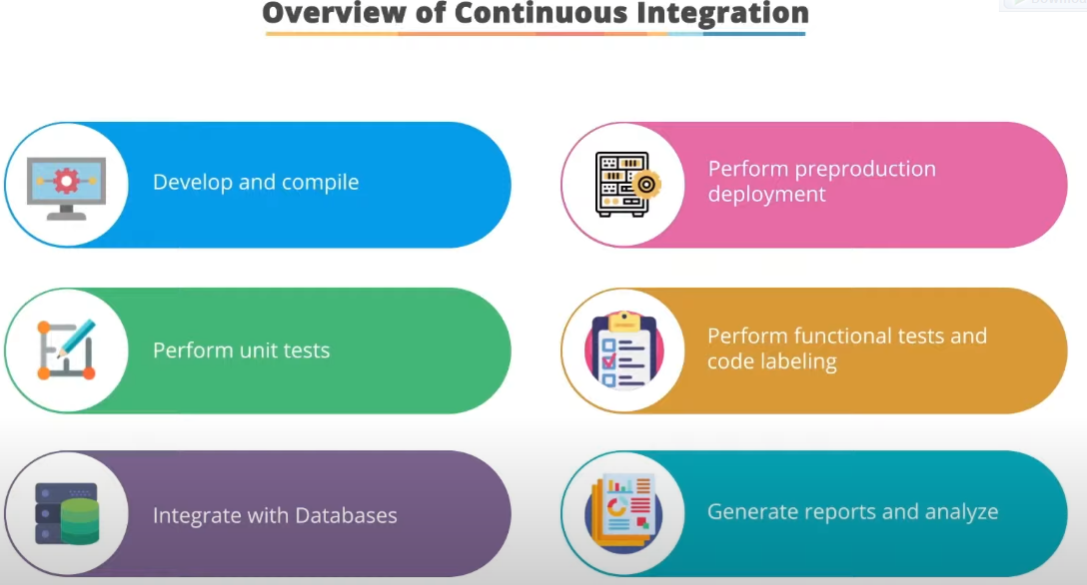 Overview of Continuous Integration
Develop and compile
Perform unit tests
Integrate with Databases
Perform preproduction
deployment
Perform functional tests and
code labeling
Generate reports and analyze